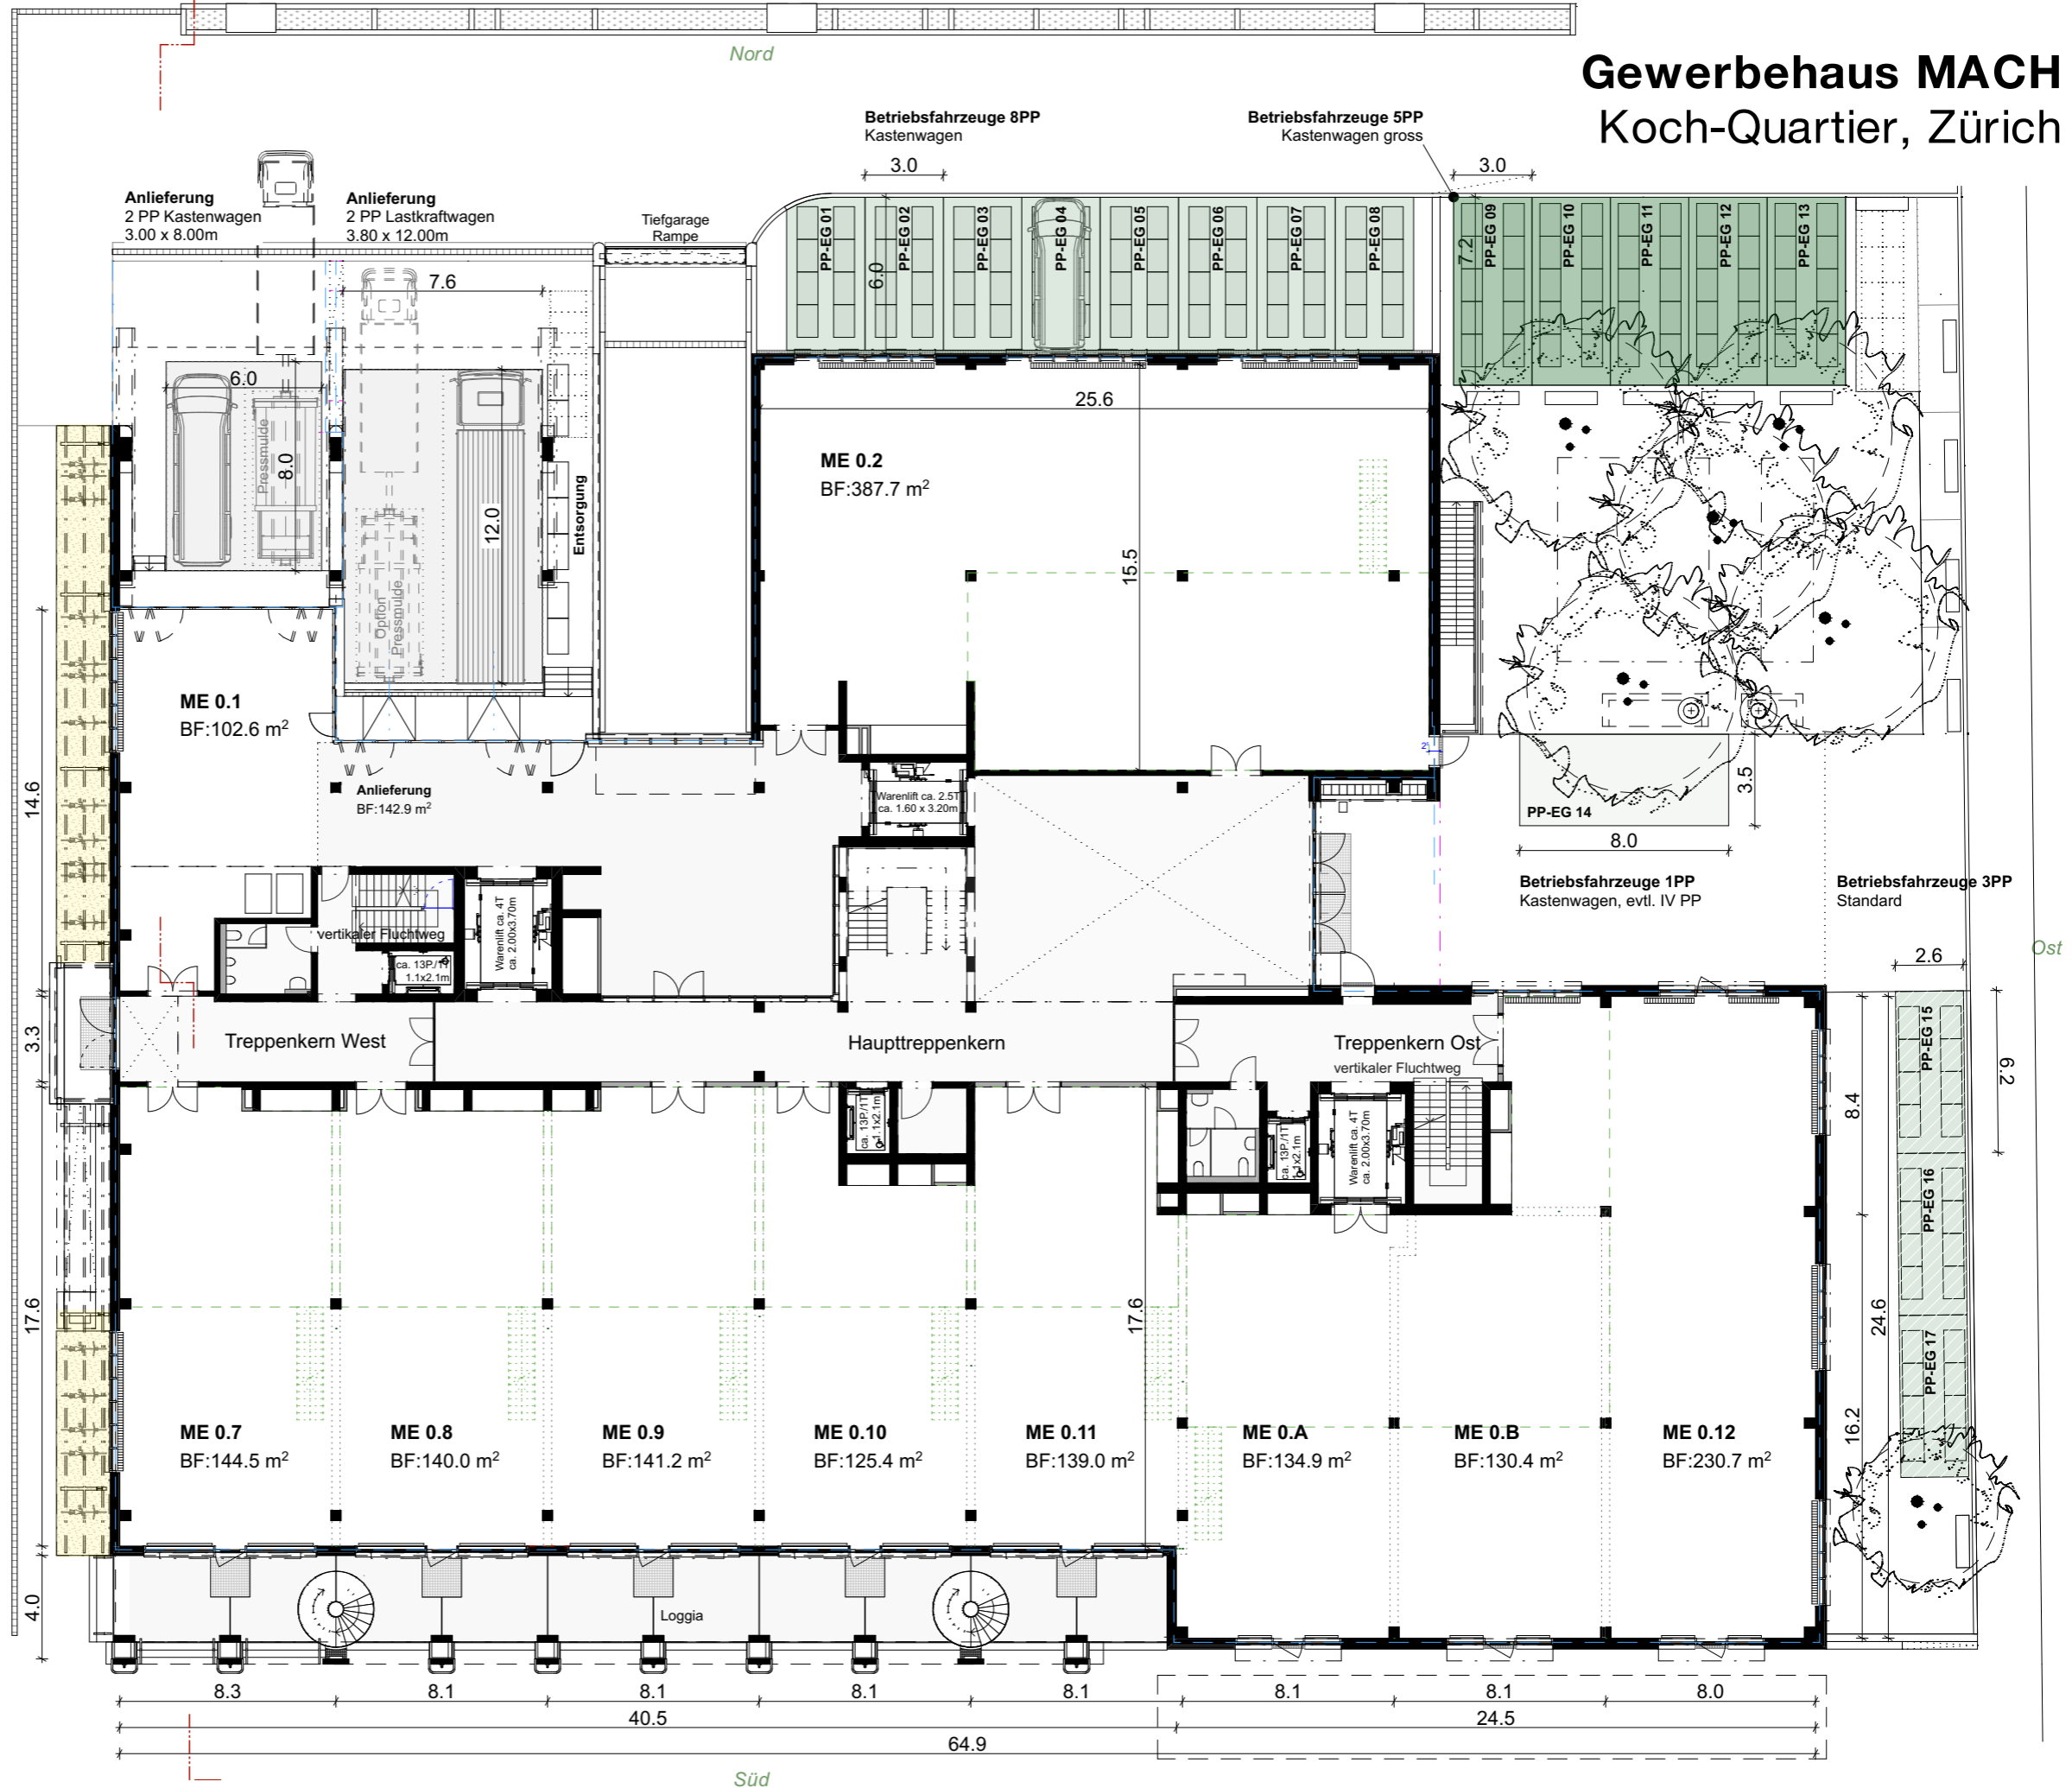 Nord
Gewerbehaus MACH
Koch-Quartier, Zürich
Betriebsfahrzeuge 8PP
Kastenwagen
3.0
Betriebsfahrzeuge 5PP
Kastenwagen gross
3.0
Anlieferung
2 PP Kastenwagen
3.00 x 8.00m
Anlieferung
2 PP Lastkraftwagen
3.80 x 12.00m
Tiefgarage
Rampe
PP-EG 01
PP-EG 02
PP-EG 03
PP-EG 04
PP-EG 05
PP-EG 06
PP-EG 07
PP-EG 08
PP-EG 09
PP-EG 10
PP-EG 11
PP-EG 12
PP-EG 13
6.0
7.2
7.6
6.0
Pressmulde
8.0
12.0
Entsorgung
Option
Pressmulde
25.6
ME 0.2
BF:387.7 m²
15.5
ME 0.1
BF:102.6 m²
14.6
Anlieferung
BF:142.9 m²
Warenlift ca. 2.5T
ca. 1.60 x 3.20m
2
PP-EG 14
3.5
8.0
Betriebsfahrzeuge 1PP
Kastenwagen, evtl. IV PP
Betriebsfahrzeuge 3PP
Standard
Ost
2.6
vertikaler Fluchtweg
ca. 13P./1T
1.1x2.1m
Warenlift ca. 4T
ca. 2.00x3.70m
3.3
Treppenkern West
Haupttreppenkern
Treppenkern Ost
vertikaler Fluchtweg
ca. 13P./1T
1.1x2.1m
ca. 13P./1T
1.1x2.1m
Warenlift ca. 4T
ca. 2.00x3.70m
8.4
6.2
PP-EG 15
PP-EG 16
PP-EG 17
17.6
17.6
24.6
16.2
ME 0.7
BF:144.5 m²
ME 0.8
BF:140.0 m²
ME 0.9
BF:141.2 m²
ME 0.10
BF:125.4 m²
ME 0.11
BF:139.0 m²
ME 0.A
BF:134.9 m²
ME 0.B
BF:130.4 m²
ME 0.12
BF:230.7 m²
4.0
Loggia
8.3
8.1
8.1
8.1
8.1
8.1
8.1
8.0
40.5
24.5
64.9
Süd